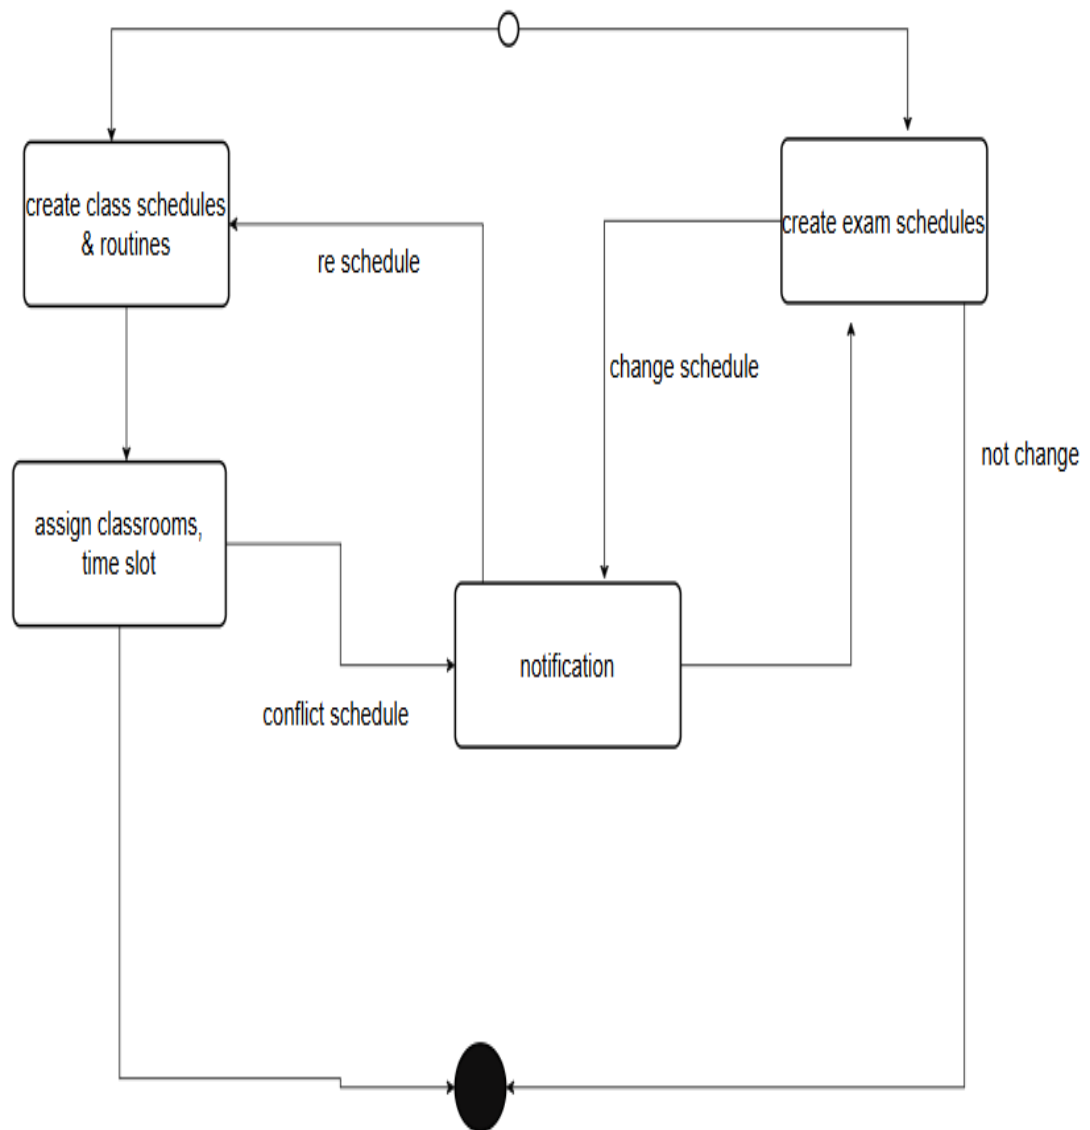 create class schedules
& routines
create exam schedules
re schedule
change schedule
not change
assign classrooms,
time slot
notification
conflict schedule